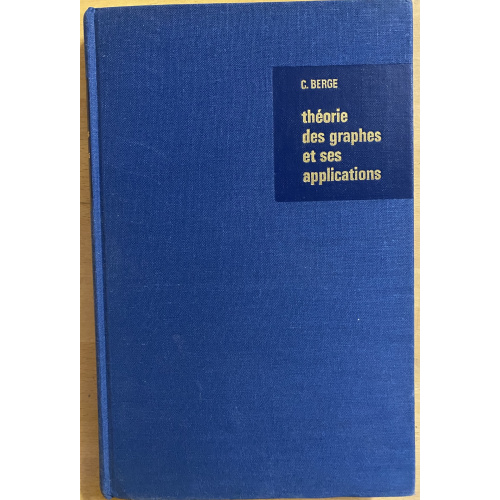 C. BERGE
théorie
des graphes
et ses
applications